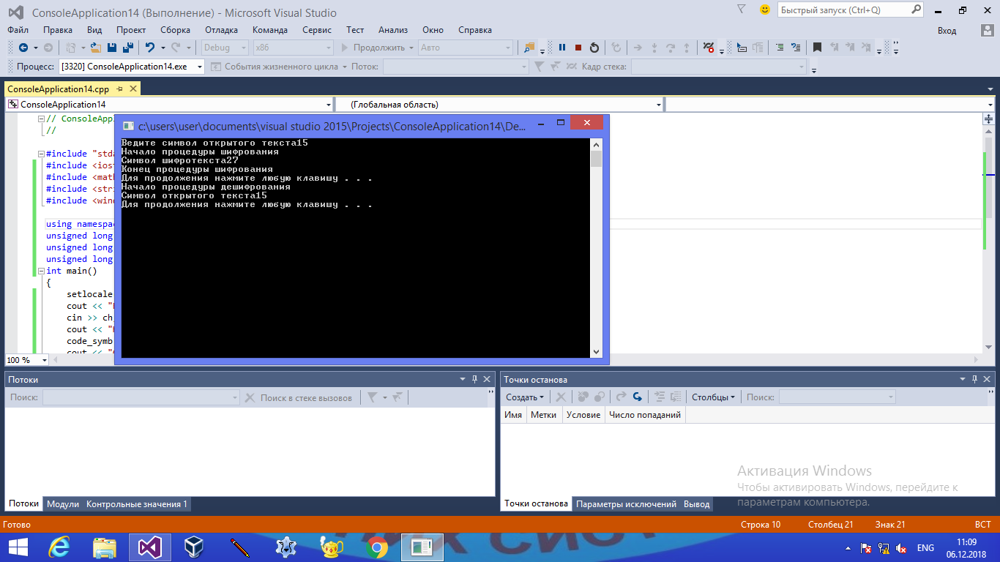 ConsoleApplication14 (Выполнение) - Microsoft Visual Studio
Быстрый запуск (Ctrl+Q)
Файл Правка Вид Проект Сборка Отладка Команда Сервис Тест Анализ Окно Справка
Вход
Debug x86 Продолжить Авто
Процесс: [3320] ConsoleApplication14.exe События жизненного цикла Поток: Кадр стека:
ConsoleApplication14.cpp
ConsoleApplication14 (Глобальная область)
// ConsoleApp
//
#include "stda
#include <iost
#include <math
#include <stri
#include <wind
using namespac
unsigned long
unsigned long
unsigned long
int main()
{
setlocale
cout << "
cin >> ch
cout << "
code_symb
cout << "
c:\users\user\documents\visual studio 2015\Projects\ConsoleApplication14\De...
Ведите символ открытого текста15
Начало процедуры шифрования
Символ шифротекста27
Конец процедуры шифрования
Для продолжения нажмите любую клавишу . . .
Начало процедуры дешифрования
Символ открытого текста15
Для продолжения нажмите любую клавишу . . .
100 %
Потоки
Поиск: Поиск в стеке вызовов
Потоки Модули Контрольные значения 1
Точки останова
Создать Столбцы Поиск:
Имя Метки Условие Число попаданий
Активация Windows
Чтобы активировать Windows, перейдите к
параметрам компьютера.
Точки останова Параметры исключений Вывод
Готово Строка 10 Столбец 21 Знак 21 ВСТ
ENG 11:09
06.12.2018